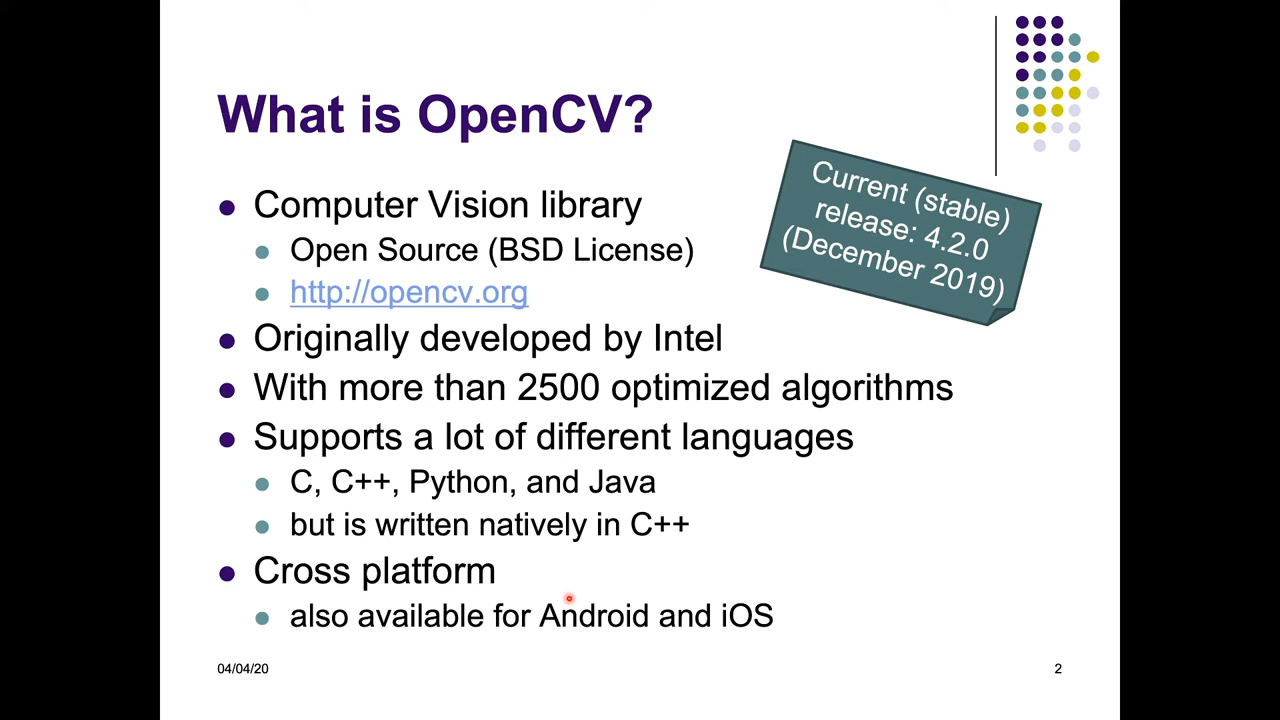 What is OpenCV?
Current (stable)
release: 4.2.0
(December 2019)
Computer Vision library
Open Source (BSD License)
http://opencv.org
Originally developed by Intel
With more than 2500 optimized algorithms
Supports a lot of different languages
C, C++, Python, and Java
but is written natively in C++
Cross platform
also available for Android and iOS
04/04/20
2